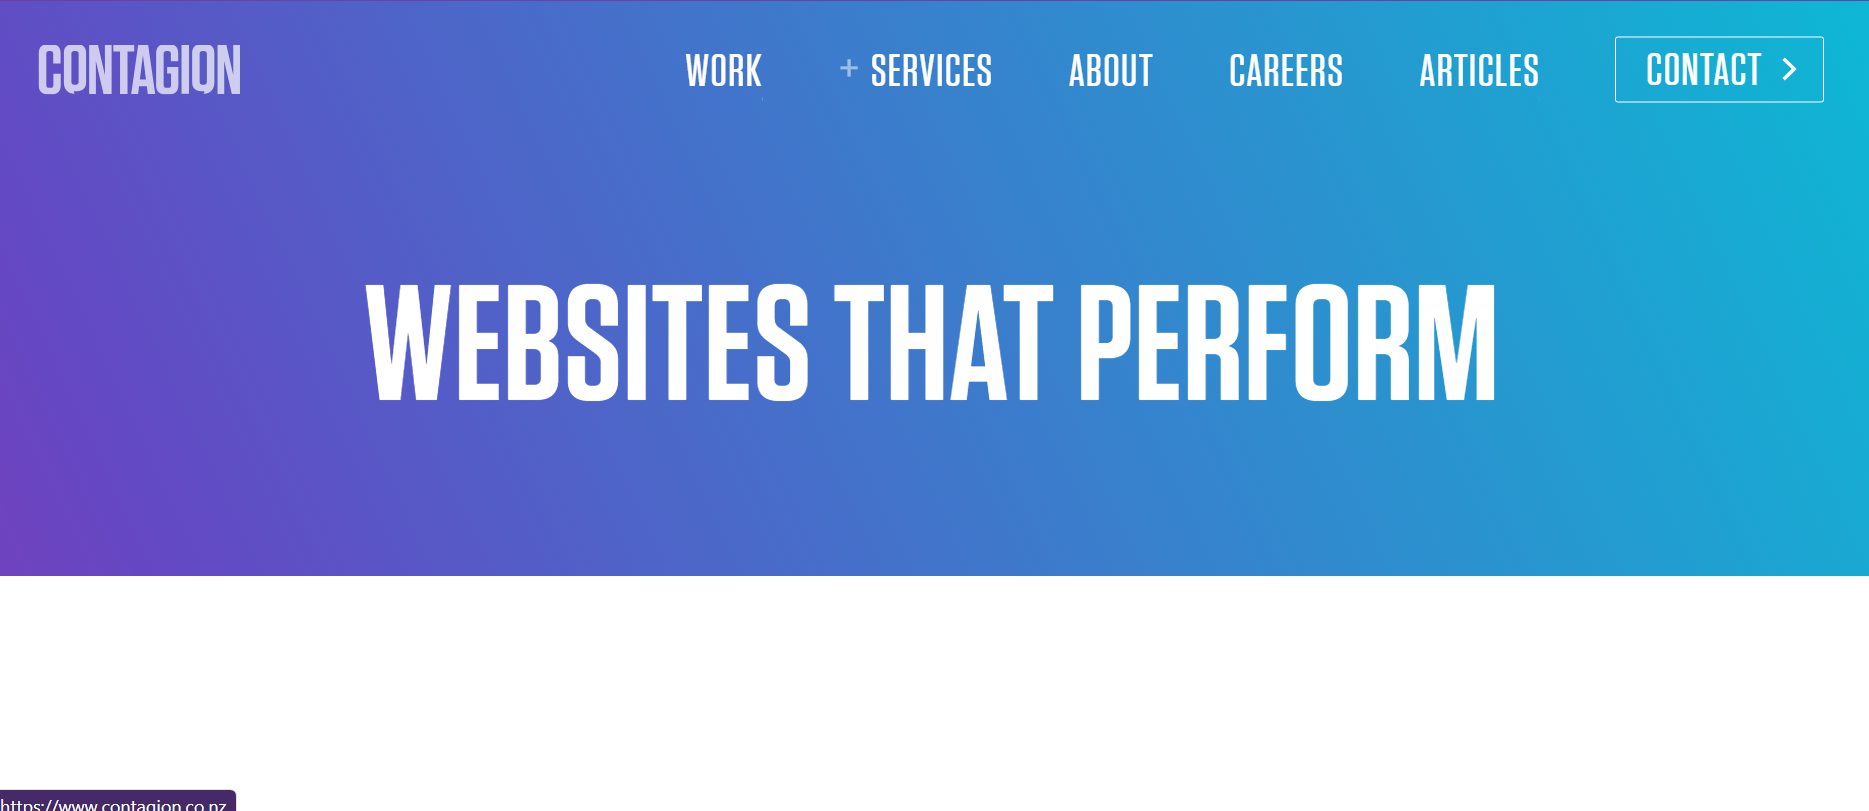 CONTAGION
WORK + SERVICES ABOUT CAREERS ARTICLES CONTACT >
WEBSITES THAT PERFORM
https://www.contagion.co.nz